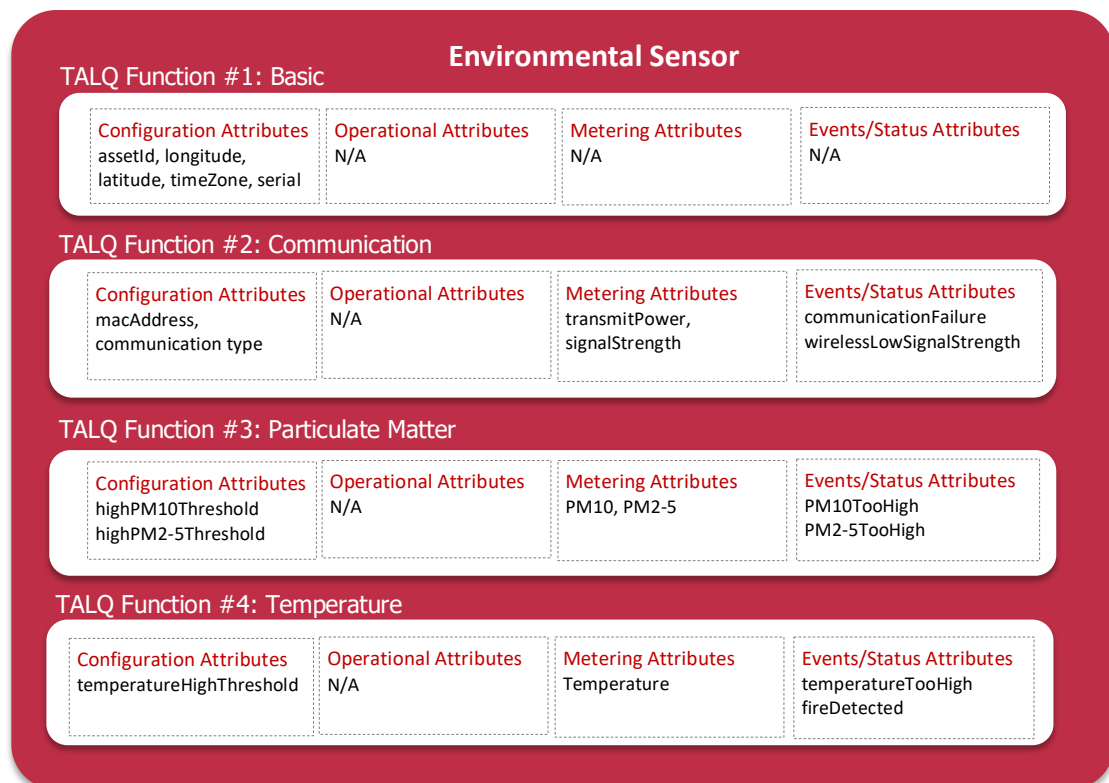 Environmental Sensor
TALQ Function #1: Basic
Configuration Attributes
assetId, longitude,
latitude, timeZone, serial
Operational Attributes
N/A
Metering Attributes
N/A
Events/Status Attributes
N/A
TALQ Function #2: Communication
Configuration Attributes
macAddress,
communication type
Operational Attributes
N/A
Metering Attributes
transmitPower,
signalStrength
Events/Status Attributes
communicationFailure
wirelessLowSignalStrength
TALQ Function #3: Particulate Matter
Configuration Attributes
highPM10Threshold
highPM2-5Threshold
Operational Attributes
N/A
Metering Attributes
PM10, PM2-5
Events/Status Attributes
PM10TooHigh
PM2-5TooHigh
TALQ Function #4: Temperature
Configuration Attributes
temperatureHighThreshold
Operational Attributes
N/A
Metering Attributes
Temperature
Events/Status Attributes
temperatureTooHigh
fireDetected